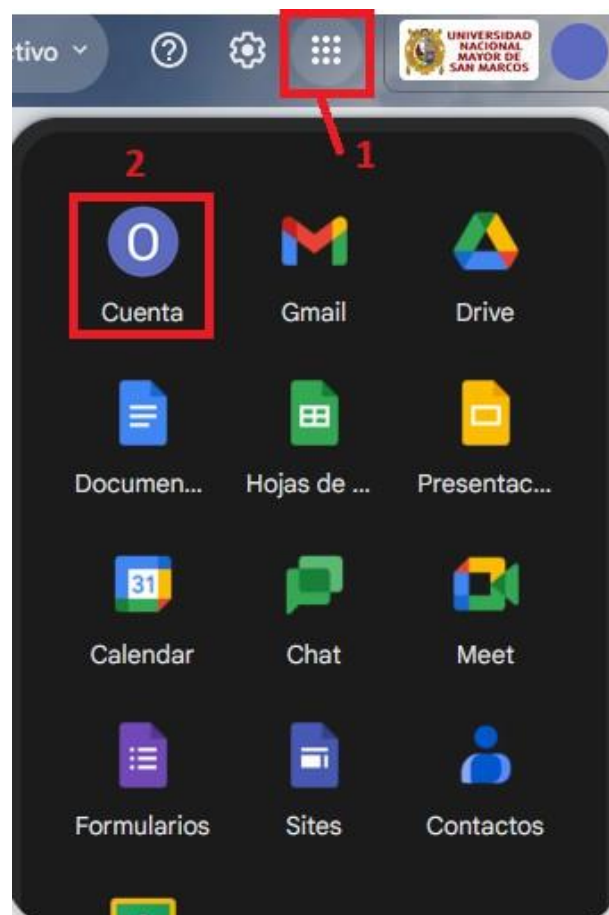 tivo
UNIVERSIDAD
NACIONAL
MAYOR DE
SAN MARCOS
1
2
O
Cuenta
Gmail
Drive
Documen...
Hojas de ...
Presentac...
31
Calendar
Chat
Meet
Formularios
Sites
Contactos